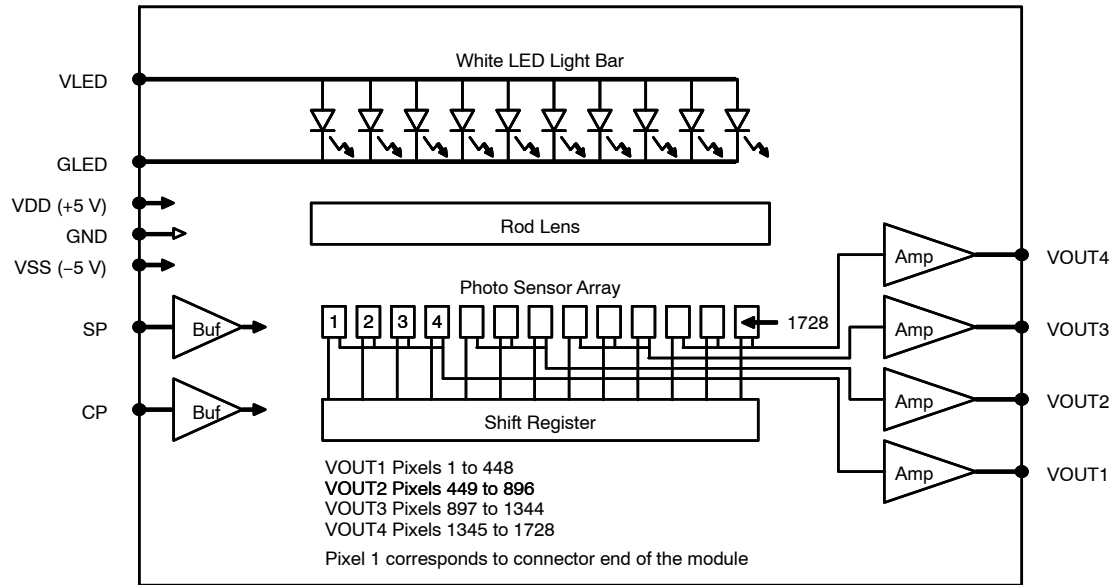 White LED Light Bar
VLED
GLED
VDD (+5 V)
GND
VSS (−5 V)
Rod Lens
Photo Sensor Array
SP
Buf
CP
Buf
1 2 3 4
1728
Shift Register
Amp
VOUT4
Amp
VOUT3
Amp
VOUT2
Amp
VOUT1
VOUT1 Pixels 1 to 448
VOUT2 Pixels 449 to 896
VOUT3 Pixels 897 to 1344
VOUT4 Pixels 1345 to 1728
Pixel 1 corresponds to connector end of the module